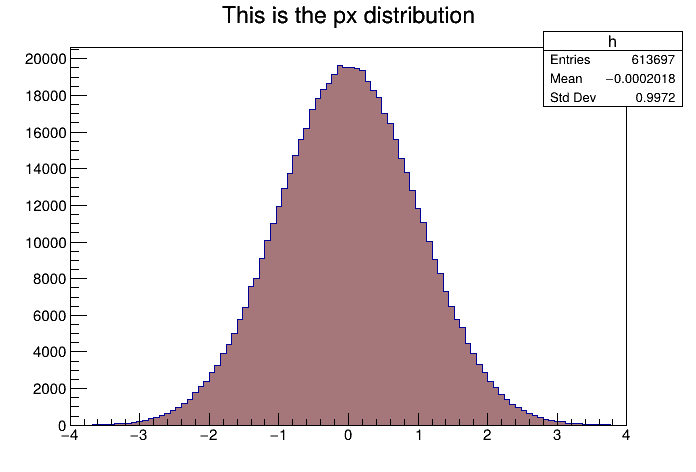 This is the px distribution
h
Entries 613697
Mean −0.0002018
Std Dev 0.9972
20000
18000
16000
14000
12000
10000
8000
6000
4000
2000
0
−4 −3 −2 −1 0 1 2 3 4